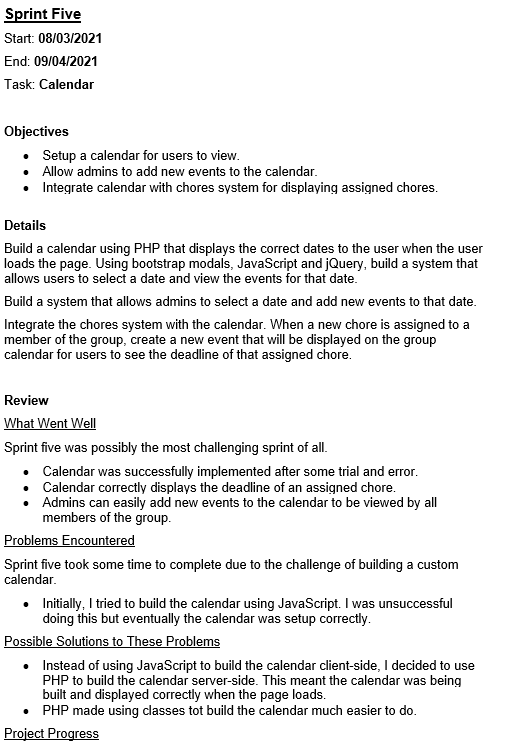 Sprint Five
Start: 08/03/2021
End: 09/04/2021
Task: Calendar
Objectives
• Setup a calendar for users to view.
• Allow admins to add new events to the calendar.
• Integrate calendar with chores system for displaying assigned chores.
Details
Build a calendar using PHP that displays the correct dates to the user when the user
loads the page. Using bootstrap modals, JavaScript and jQuery, build a system that
allows users to select a date and view the events for that date.
Build a system that allows admins to select a date and add new events to that date.
Integrate the chores system with the calendar. When a new chore is assigned to a
member of the group, create a new event that will be displayed on the group
calendar for users to see the deadline of that assigned chore.
Review
What Went Well
Sprint five was possibly the most challenging sprint of all.
• Calendar was successfully implemented after some trial and error.
• Calendar correctly displays the deadline of an assigned chore.
• Admins can easily add new events to the calendar to be viewed by all
members of the group.
Problems Encountered
Sprint five took some time to complete due to the challenge of building a custom
calendar.
• Initially, I tried to build the calendar using JavaScript. I was unsuccessful
doing this but eventually the calendar was setup correctly.
Possible Solutions to These Problems
• Instead of using JavaScript to build the calendar client-side, I decided to use
PHP to build the calendar server-side. This meant the calendar was being
built and displayed correctly when the page loads.
• PHP made using classes tot build the calendar much easier to do.
Project Progress